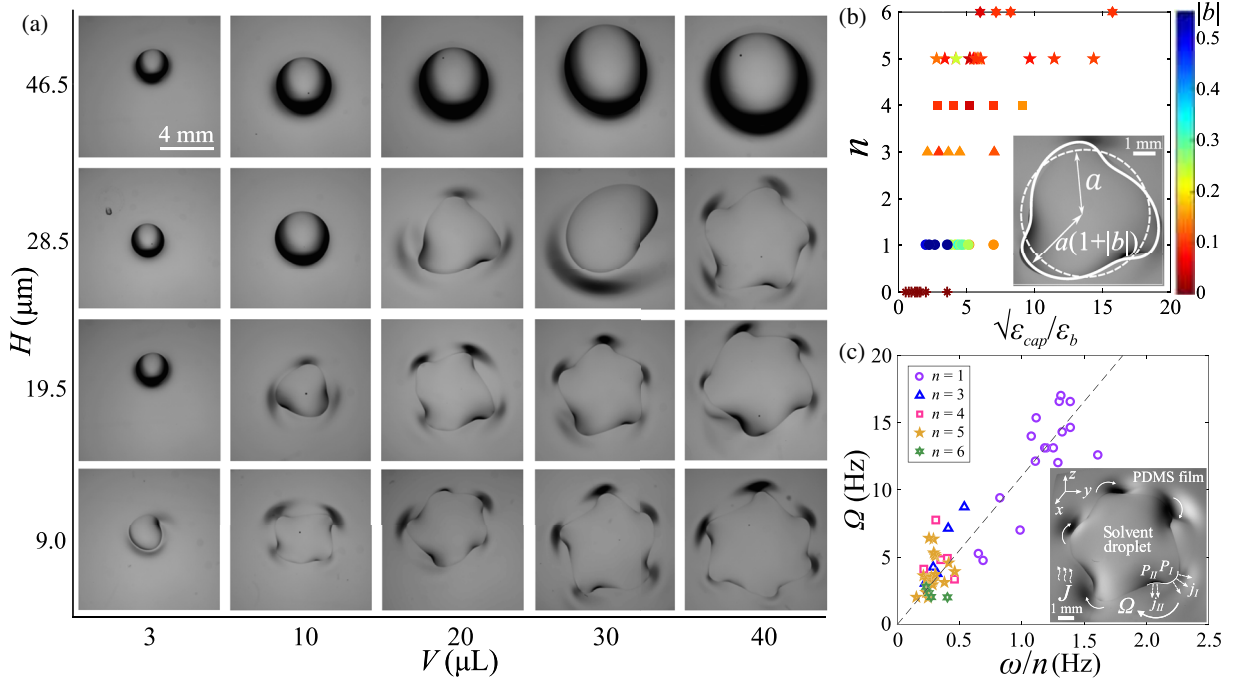 (a)
46.5
28.5
19.5
9.0
H (μm)
4 mm
3
10
20
30
40
V (μL)
(b)
6
5
4
3
2
1
0
n
0
5
10
15
20
√ε_cap/ε_b
|b|
0.5
0.4
0.3
0.2
0.1
0
1 mm
a
a(1+|b|)
(c)
20
15
10
5
0
Ω (Hz)
0
0.5
1.0
1.5
2.0
2.5
ω/n (Hz)
n = 1
n = 3
n = 4
n = 5
n = 6
z
y
x
PDMS film
Solvent
droplet
P_II P_I
j_I
j_II
J
Ω
1 mm